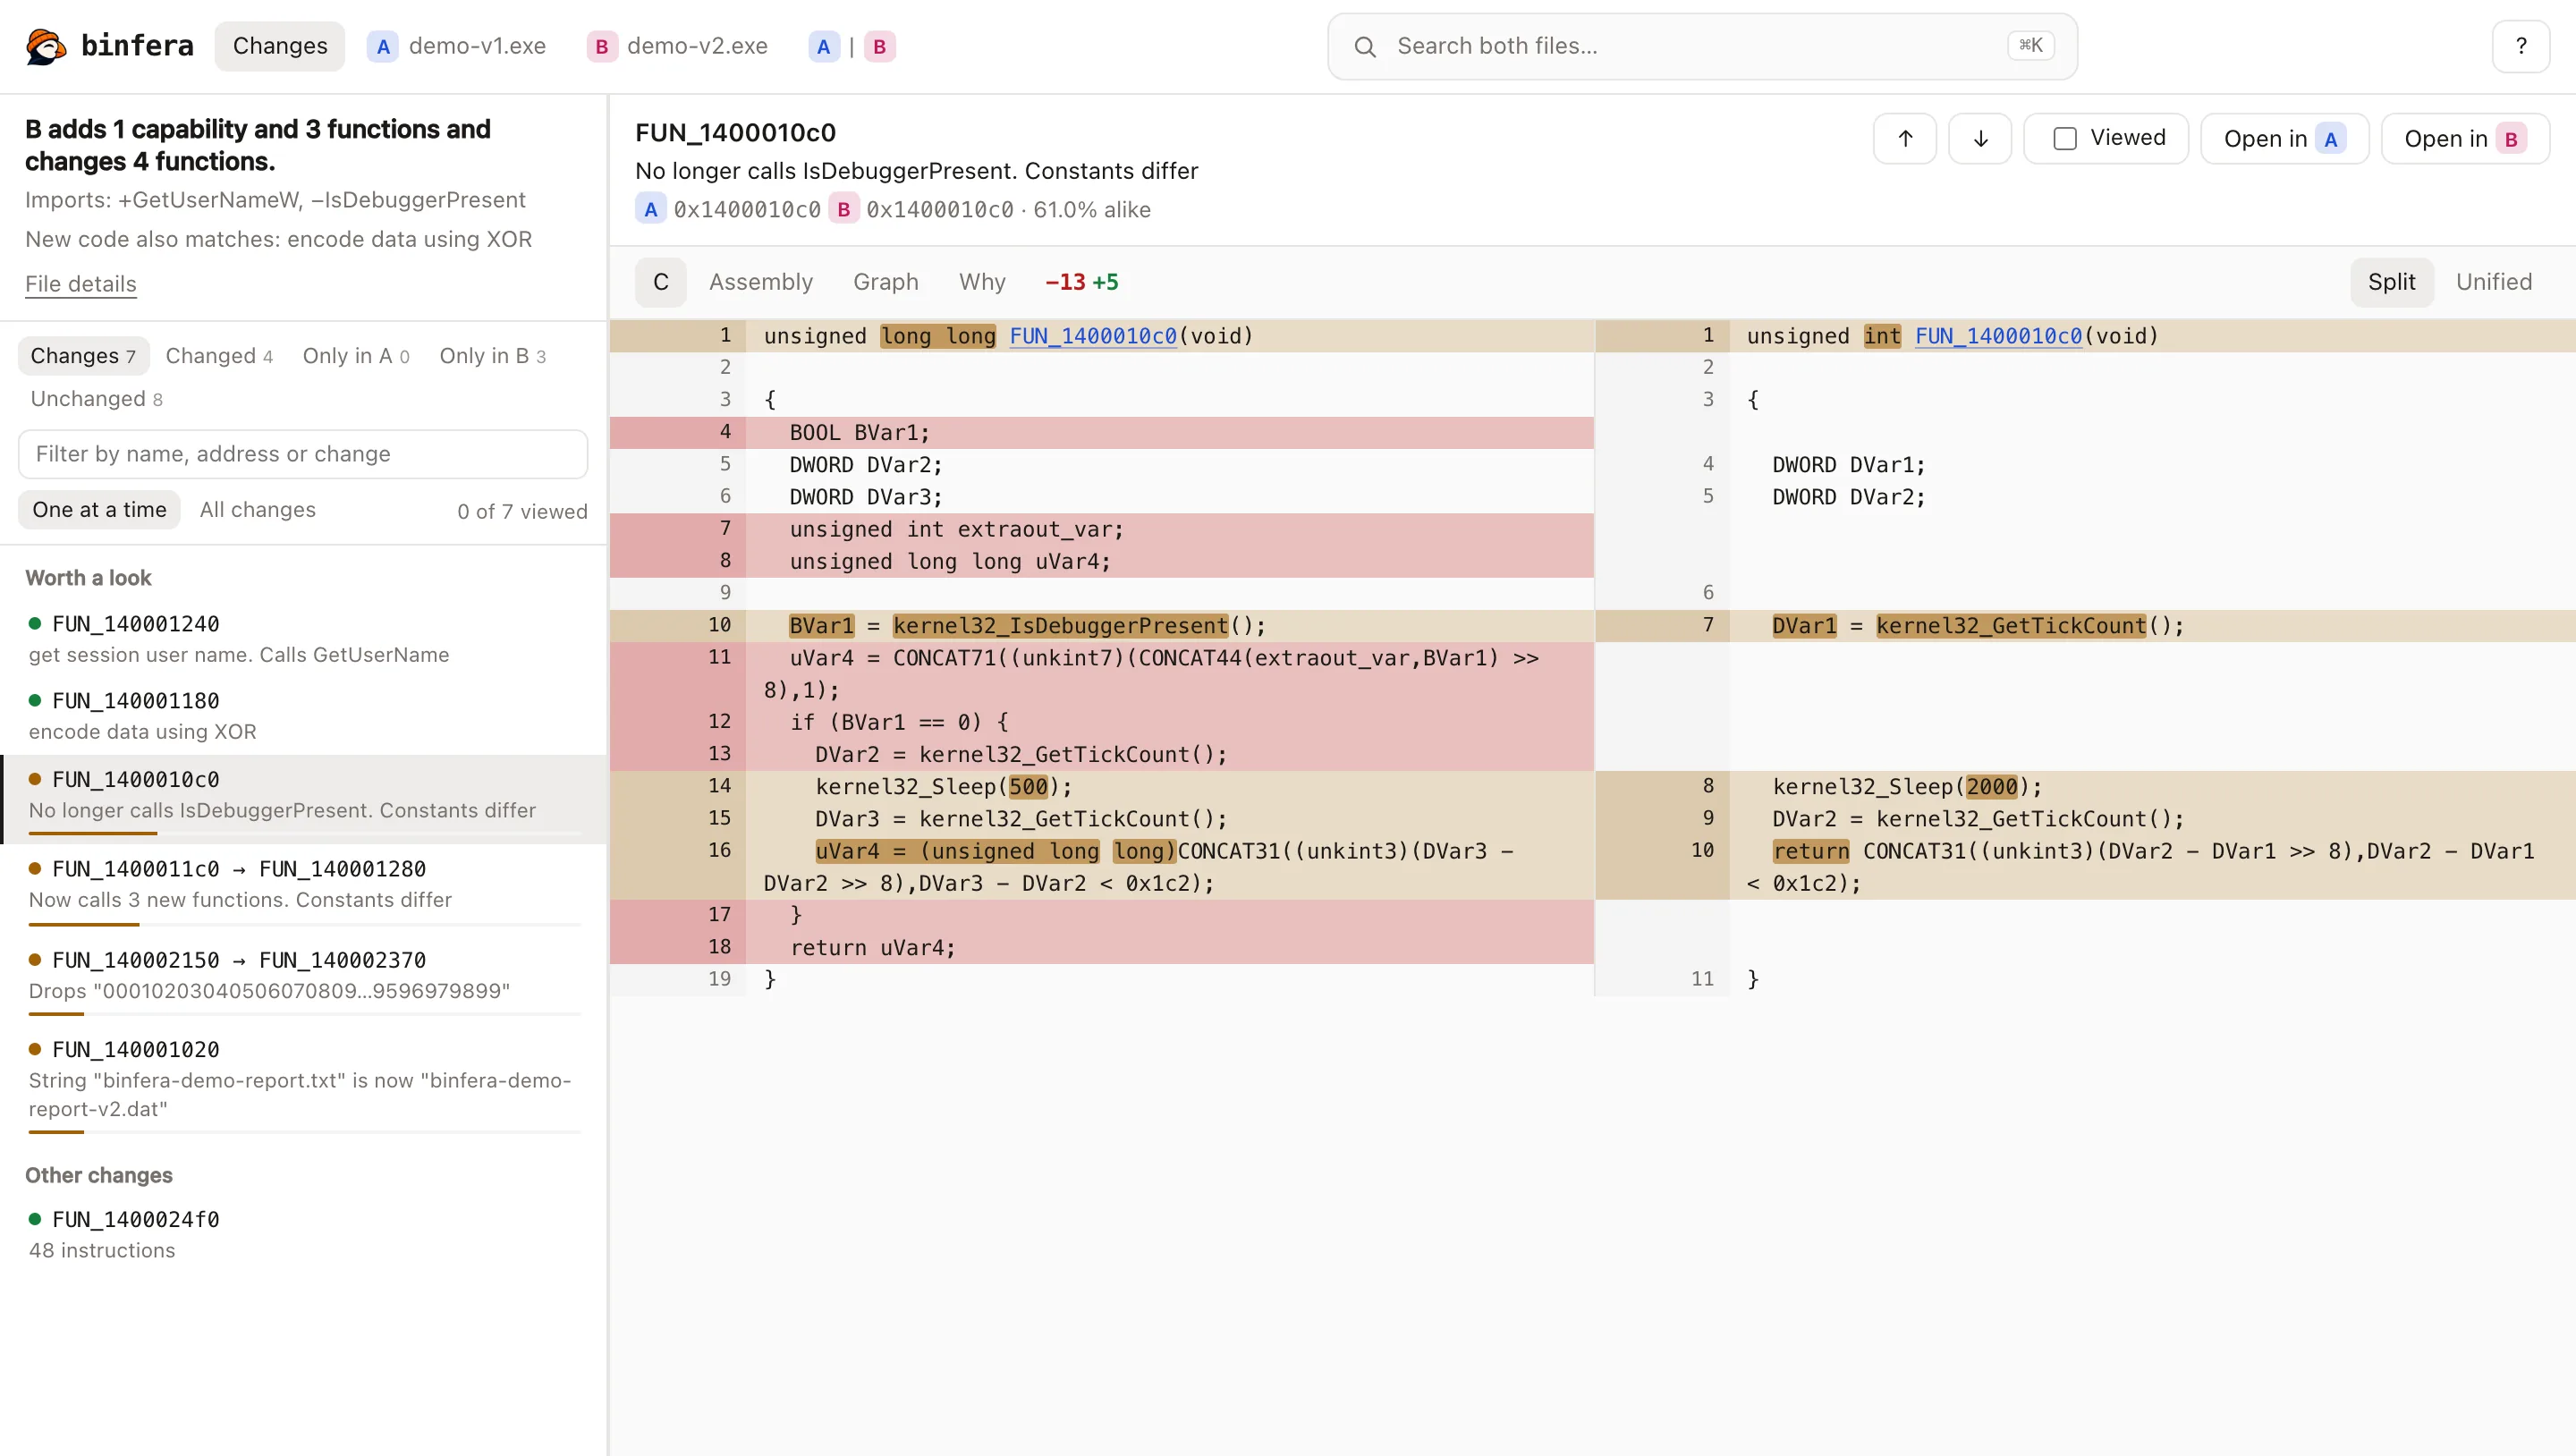 binfera Changes A demo-v1.exe B demo-v2.exe A | B Search both files... ⌘K ?
B adds 1 capability and 3 functions and
changes 4 functions.
Imports: +GetUserNameW, −IsDebuggerPresent
New code also matches: encode data using XOR
File details
Changes 7 Changed 4 Only in A 0 Only in B 3
Unchanged 8
Filter by name, address or change
One at a time All changes 0 of 7 viewed
Worth a look
FUN_140001240
get session user name. Calls GetUserName
FUN_140001180
encode data using XOR
FUN_1400010c0
No longer calls IsDebuggerPresent. Constants differ
FUN_1400011c0 → FUN_140001280
Now calls 3 new functions. Constants differ
FUN_140002150 → FUN_140002370
Drops "00010203040506070809...9596979899"
FUN_140001020
String "binfera-demo-report.txt" is now "binfera-demo-
report-v2.dat"
Other changes
FUN_1400024f0
48 instructions
FUN_1400010c0
No longer calls IsDebuggerPresent. Constants differ
A 0x1400010c0 B 0x1400010c0 · 61.0% alike
↑ ↓ Viewed Open in A Open in B
C Assembly Graph Why −13 +5 Split Unified
1 unsigned long long FUN_1400010c0(void)
2
3 {
4 BOOL BVar1;
5 DWORD DVar2;
6 DWORD DVar3;
7 unsigned int extraout_var;
8 unsigned long long uVar4;
9
10 BVar1 = kernel32_IsDebuggerPresent();
11 uVar4 = CONCAT71((unkint7)(CONCAT44(extraout_var,BVar1) >>
8),1);
12 if (BVar1 == 0) {
13 DVar2 = kernel32_GetTickCount();
14 kernel32_Sleep(500);
15 DVar3 = kernel32_GetTickCount();
16 uVar4 = (unsigned long long)CONCAT31((unkint3)(DVar3 −
DVar2 >> 8),DVar3 − DVar2 < 0x1c2);
17 }
18 return uVar4;
19 }
1 unsigned int FUN_1400010c0(void)
2
3 {
4 DWORD DVar1;
5 DWORD DVar2;
6
7 DVar1 = kernel32_GetTickCount();
8 kernel32_Sleep(2000);
9 DVar2 = kernel32_GetTickCount();
10 return CONCAT31((unkint3)(DVar2 − DVar1 >> 8),DVar2 − DVar1
< 0x1c2);
11 }